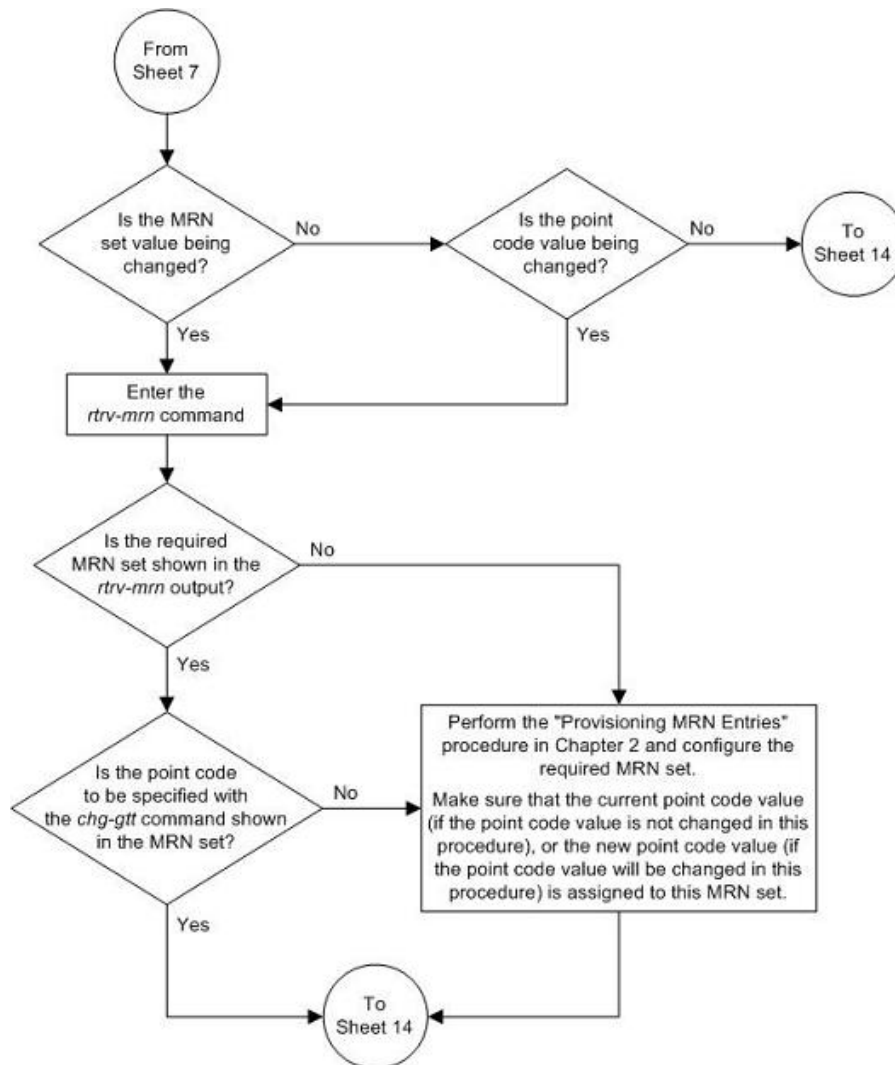 From
Sheet 7
Is the MRN
set value being
changed?
No
Is the point
code value being
changed?
No
To
Sheet 14
Yes
Yes
Enter the
rtrv-mrn command
Is the required
MRN set shown in the
rtrv-mrn output?
No
Yes
Is the point code
to be specified with
the chg-gtt command shown
in the MRN set?
No
Perform the "Provisioning MRN Entries"
procedure in Chapter 2 and configure the
required MRN set.
Make sure that the current point code value
(if the point code value is not changed in this
procedure), or the new point code value (if
the point code value will be changed in this
procedure) is assigned to this MRN set.
Yes
To
Sheet 14